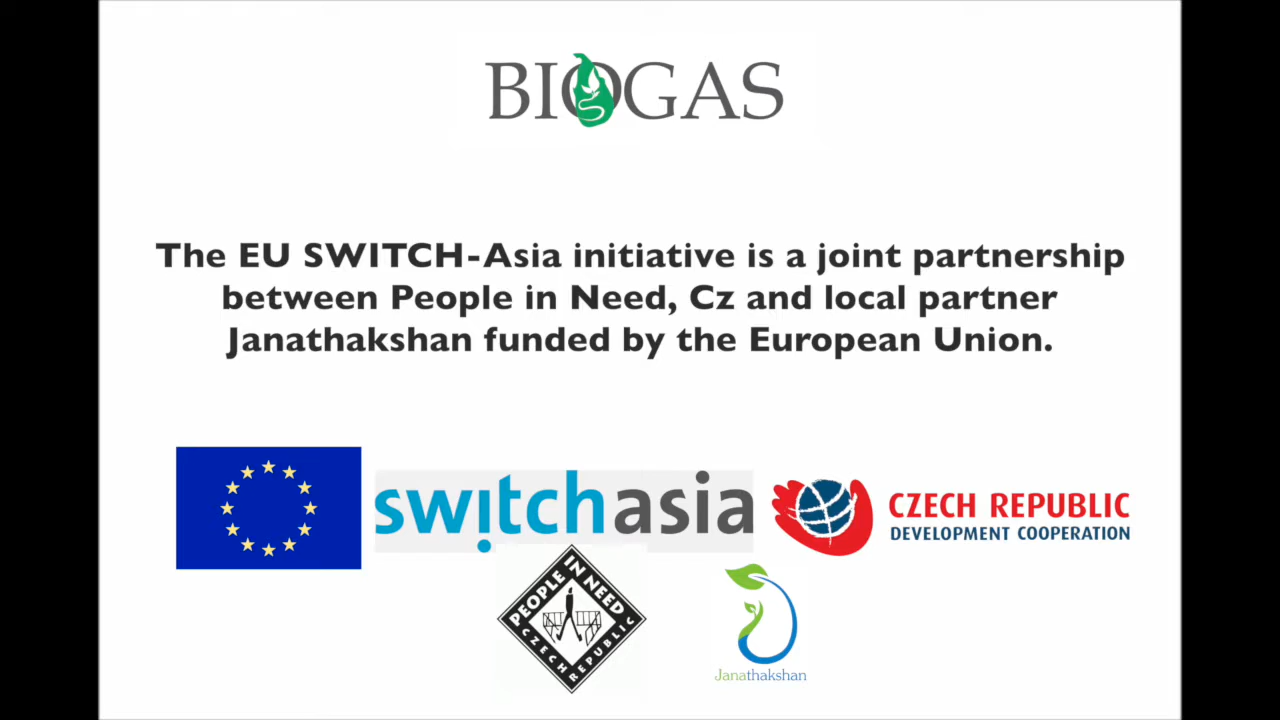 BIOGAS
The EU SWITCH-Asia initiative is a joint partnership
between People in Need, Cz and local partner
Janathakshan funded by the European Union.
switchasia
CZECH REPUBLIC
DEVELOPMENT COOPERATION
PEOPLE IN NEED
CZECH REPUBLIC
Janathakshan